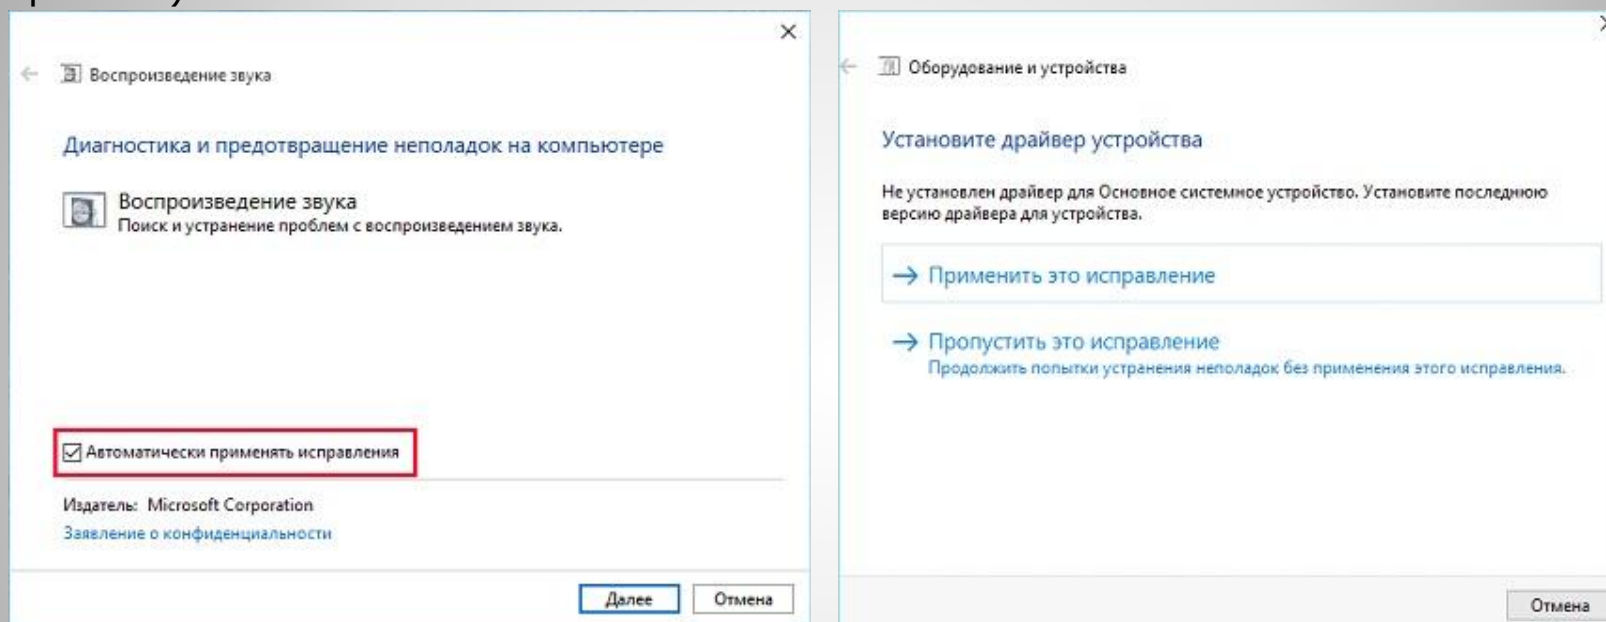 Воспроизведение звука
Диагностика и предотвращение неполадок на компьютере
Воспроизведение звука
Поиск и устранение проблем с воспроизведением звука.
Автоматически применять исправления
Издатель: Microsoft Corporation
Заявление о конфиденциальности
Далее
Отмена
Оборудование и устройства
Установите драйвер устройства
Не установлен драйвер для Основное системное устройство. Установите последнюю
версию драйвера для устройства.
Применить это исправление
Пропустить это исправление
Продолжить попытки устранения неполадок без применения этого исправления.
Отмена